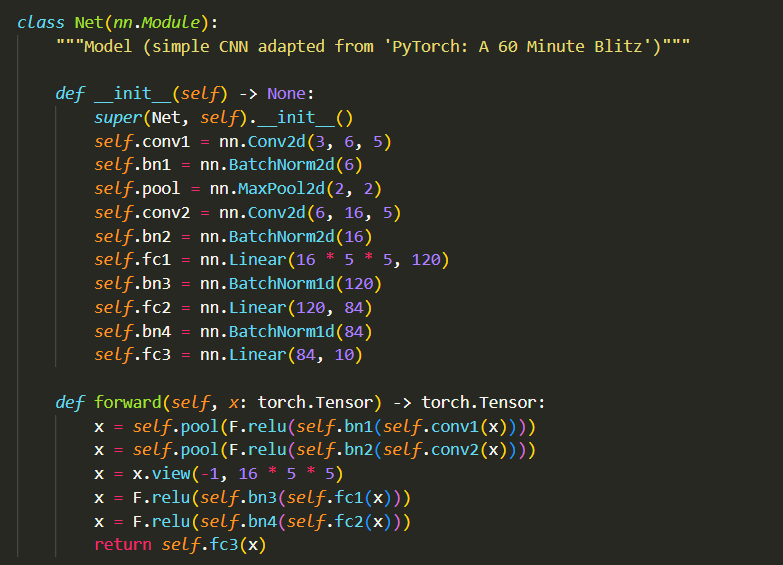 class Net(nn.Module):
    """Model (simple CNN adapted from 'PyTorch: A 60 Minute Blitz')"""

    def __init__(self) -> None:
        super(Net, self).__init__()
        self.conv1 = nn.Conv2d(3, 6, 5)
        self.bn1 = nn.BatchNorm2d(6)
        self.pool = nn.MaxPool2d(2, 2)
        self.conv2 = nn.Conv2d(6, 16, 5)
        self.bn2 = nn.BatchNorm2d(16)
        self.fc1 = nn.Linear(16 * 5 * 5, 120)
        self.bn3 = nn.BatchNorm1d(120)
        self.fc2 = nn.Linear(120, 84)
        self.bn4 = nn.BatchNorm1d(84)
        self.fc3 = nn.Linear(84, 10)

    def forward(self, x: torch.Tensor) -> torch.Tensor:
        x = self.pool(F.relu(self.bn1(self.conv1(x))))
        x = self.pool(F.relu(self.bn2(self.conv2(x))))
        x = x.view(-1, 16 * 5 * 5)
        x = F.relu(self.bn3(self.fc1(x)))
        x = F.relu(self.bn4(self.fc2(x)))
        return self.fc3(x)